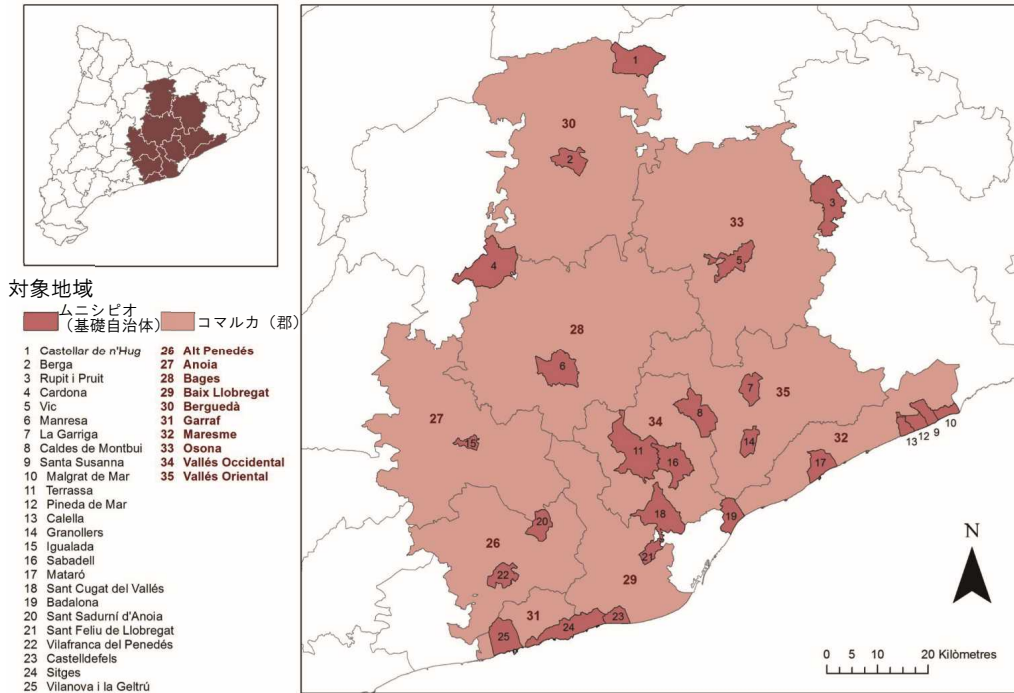 対象地域
ムニシピオ
(基礎自治体)
コマルカ(郡)
1 Castellar de n'Hug
2 Berga
3 Rupit i Pruit
4 Cardona
5 Vic
6 Manresa
7 La Garriga
8 Caldes de Montbui
9 Santa Susanna
10 Malgrat de Mar
11 Terrassa
12 Pineda de Mar
13 Calella
14 Granollers
15 Igualada
16 Sabadell
17 Mataró
18 Sant Cugat del Vallés
19 Badalona
20 Sant Sadurní d'Anoia
21 Sant Feliu de Llobregat
22 Vilafranca del Penedés
23 Castelldefels
24 Sitges
25 Vilanova i la Geltrú
26 Alt Penedés
27 Anoia
28 Bages
29 Baix Llobregat
30 Berguedà
31 Garraf
32 Maresme
33 Osona
34 Vallés Occidental
35 Vallés Oriental
1
30
2
3
33
5
4
28
6
7
35
8
34
27
15
11
16
14
32
10
9
12
13
17
18
19
20
26
21
22
29
31
23
24
25
N
0 5 10 20 Kilòmetres